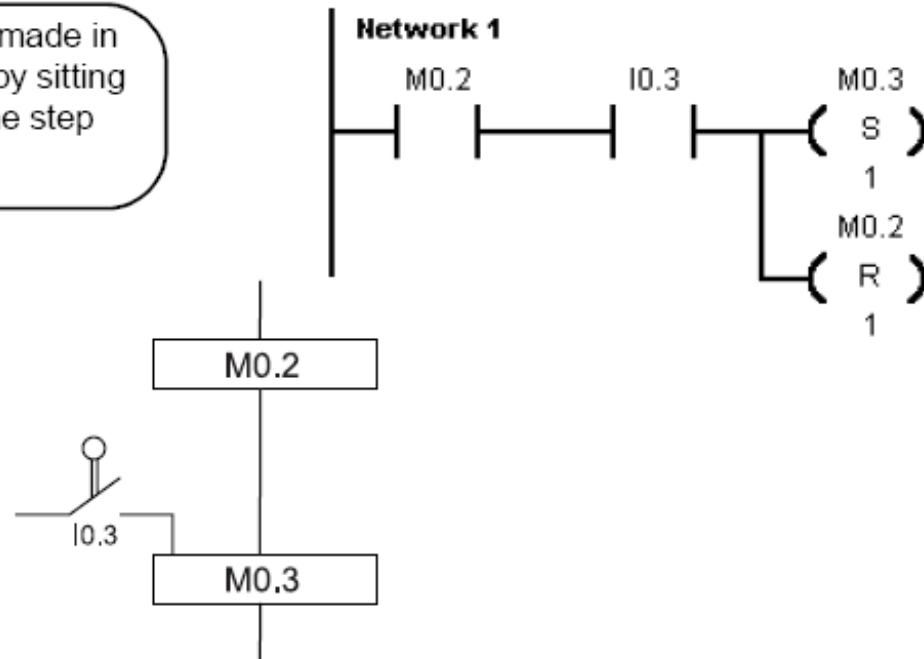 made in
by sitting
e step
Network 1
M0.2 I0.3 M0.3
S
1
M0.2
R
1
M0.2
I0.3
M0.3